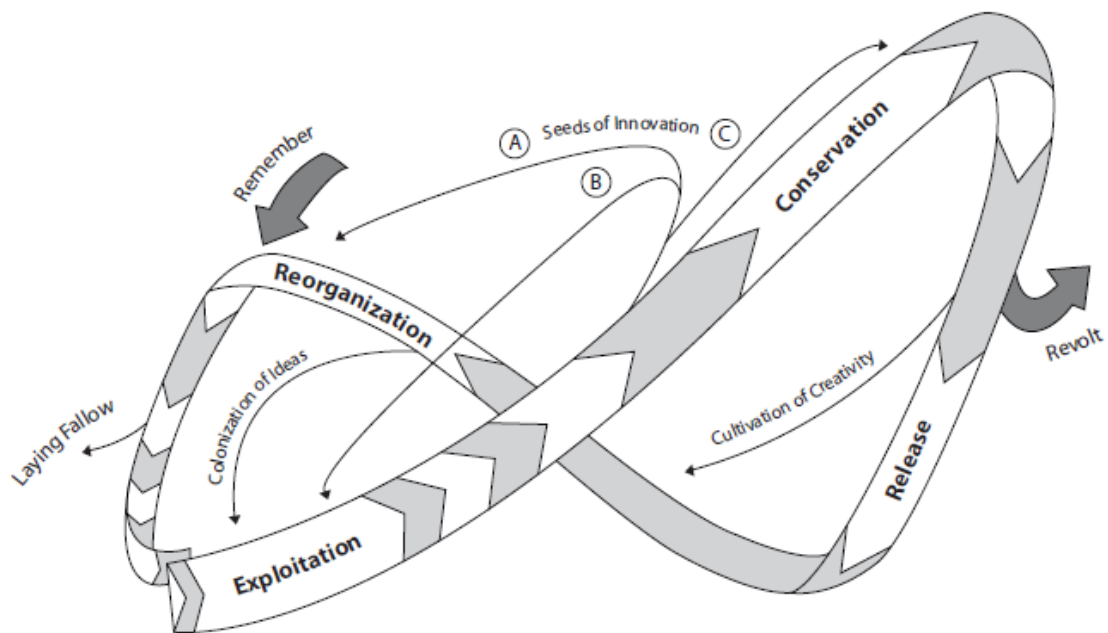 A
Seeds of Innovation
C
B
Remember
Conservation
Reorganization
Colonization of Ideas
Laying Fallow
Revolt
Cultivation of Creativity
Release
Exploitation